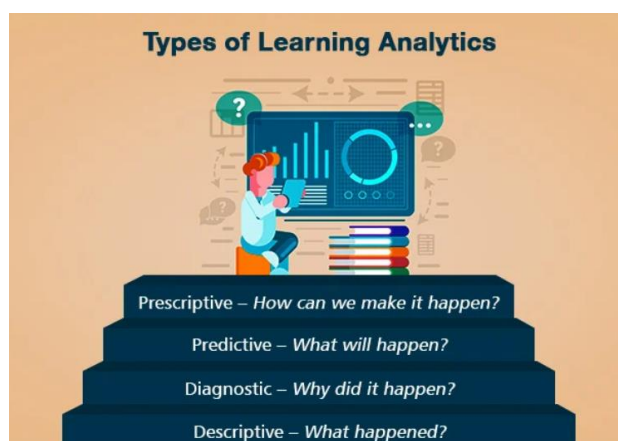 Types of Learning Analytics
?
...
?
?
Prescriptive – How can we make it happen?
Predictive – What will happen?
Diagnostic – Why did it happen?
Descriptive – What happened?